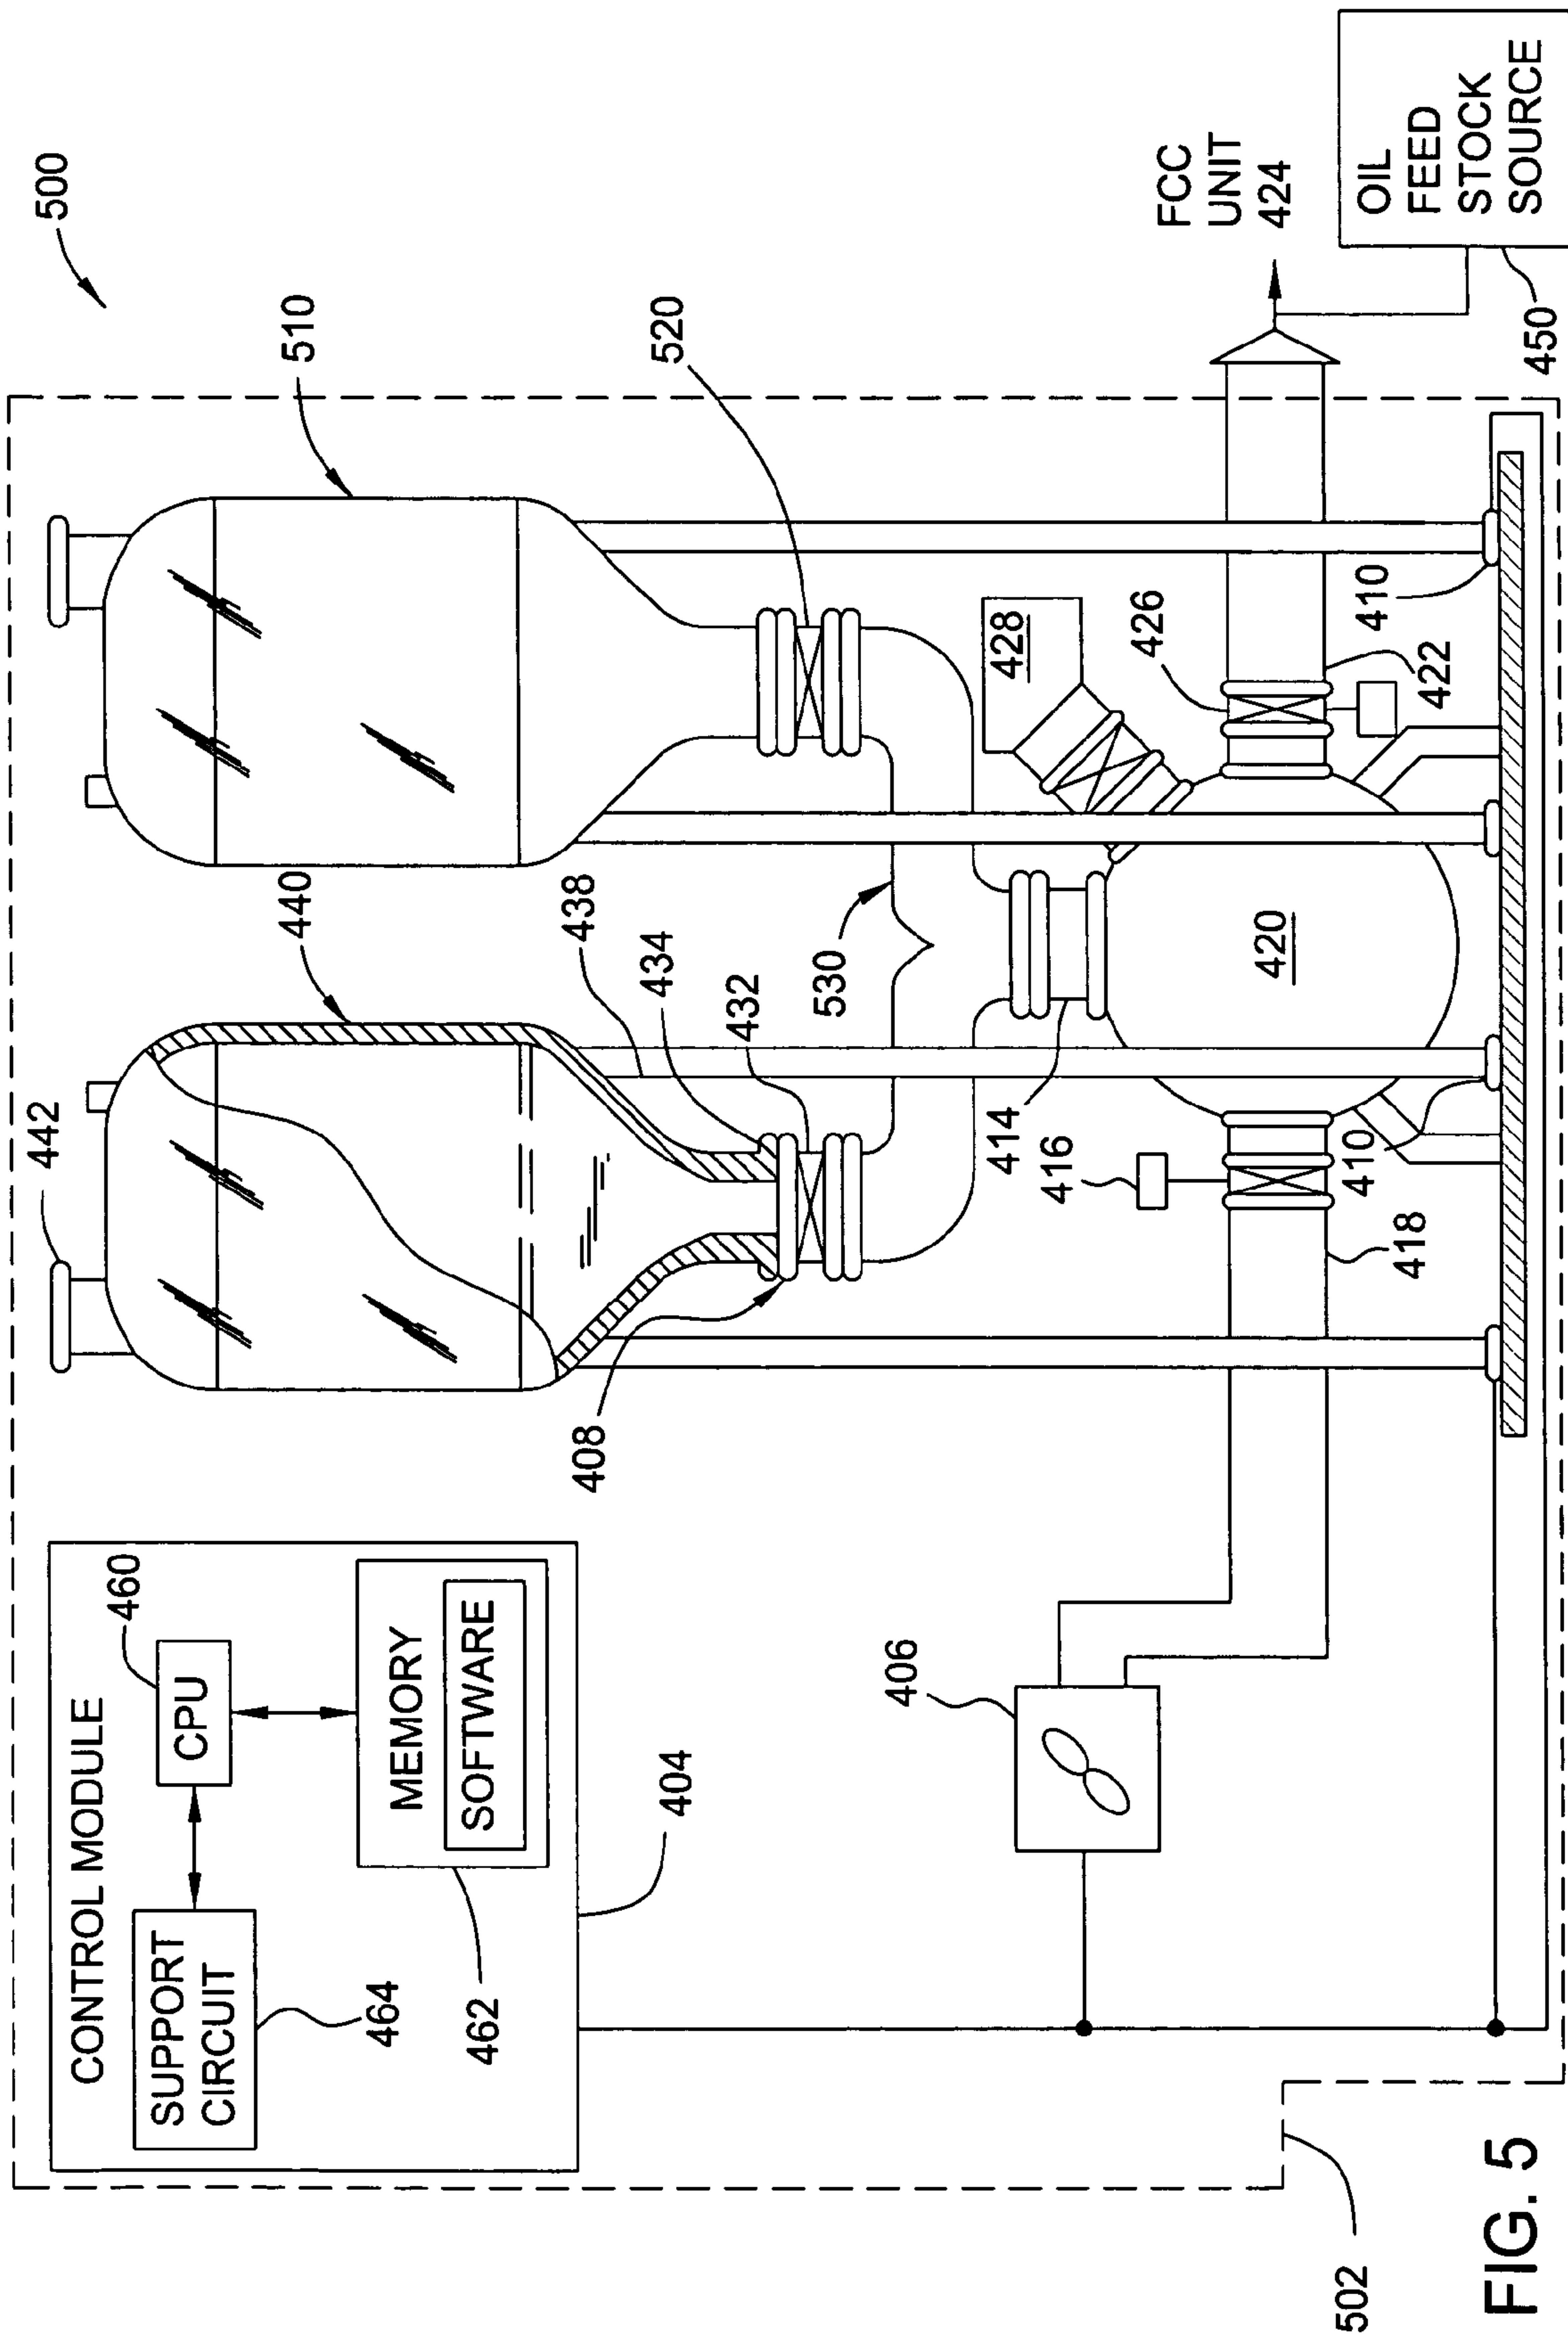 500
CONTROL MODULE
SUPPORT
CIRCUIT
464
CPU
460
MEMORY
SOFTWARE
462
404
442
440
510
438
434
432
408
520
530
428
414
416
418
420
426
422
410
410
406
FCC
UNIT
424
OIL
FEED
STOCK
SOURCE
450
502
FIG. 5